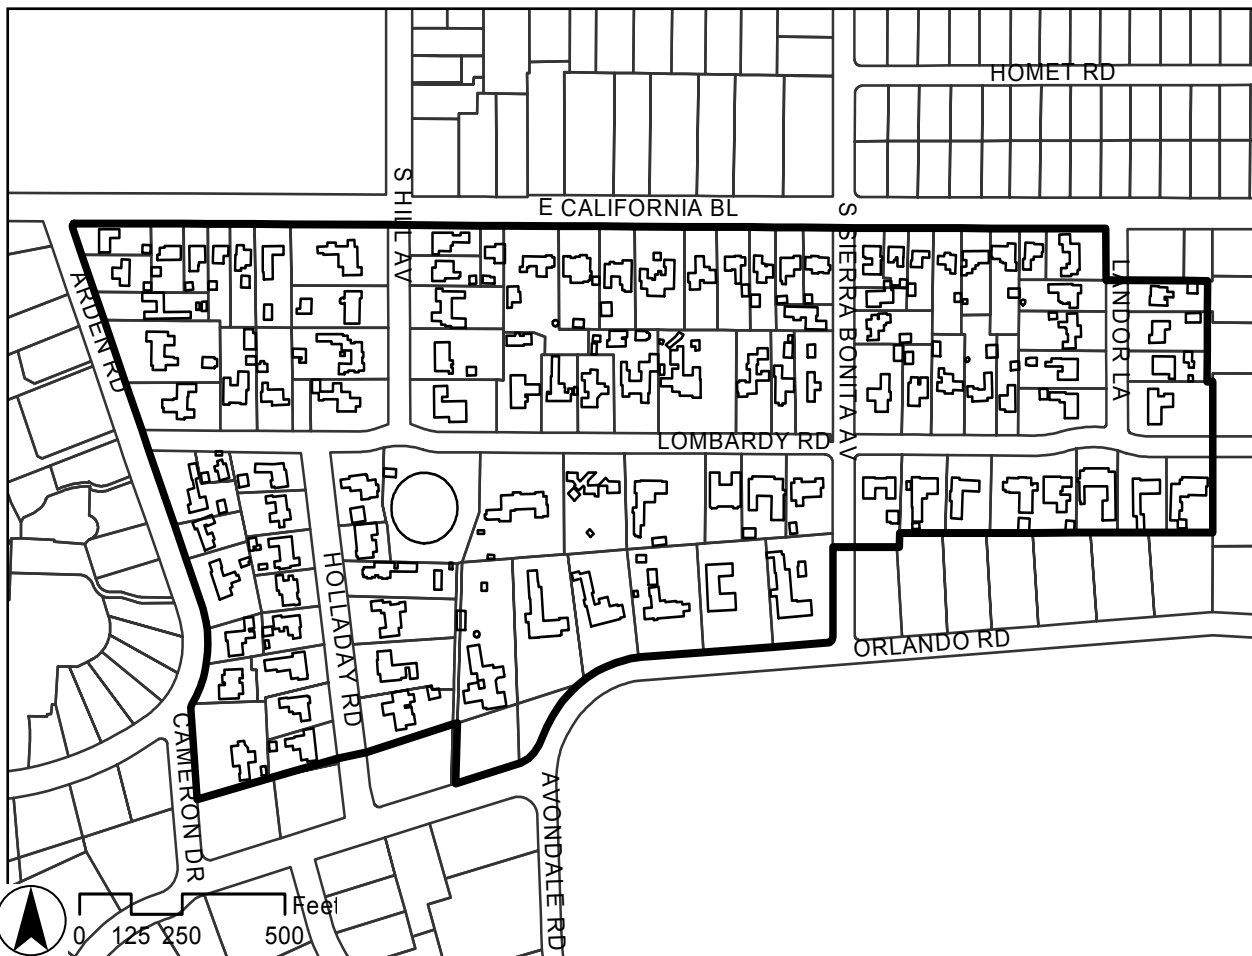 HOMET RD
S HILL AV
E CALIFORNIA BL
S SIERRA BONITA AV
ARDEN RD
LANDOR LA
LOMBARDY RD
HOLLADAY RD
ORLANDO RD
CAMERON DR
AVONDALE RD
Feet
0 125 250 500